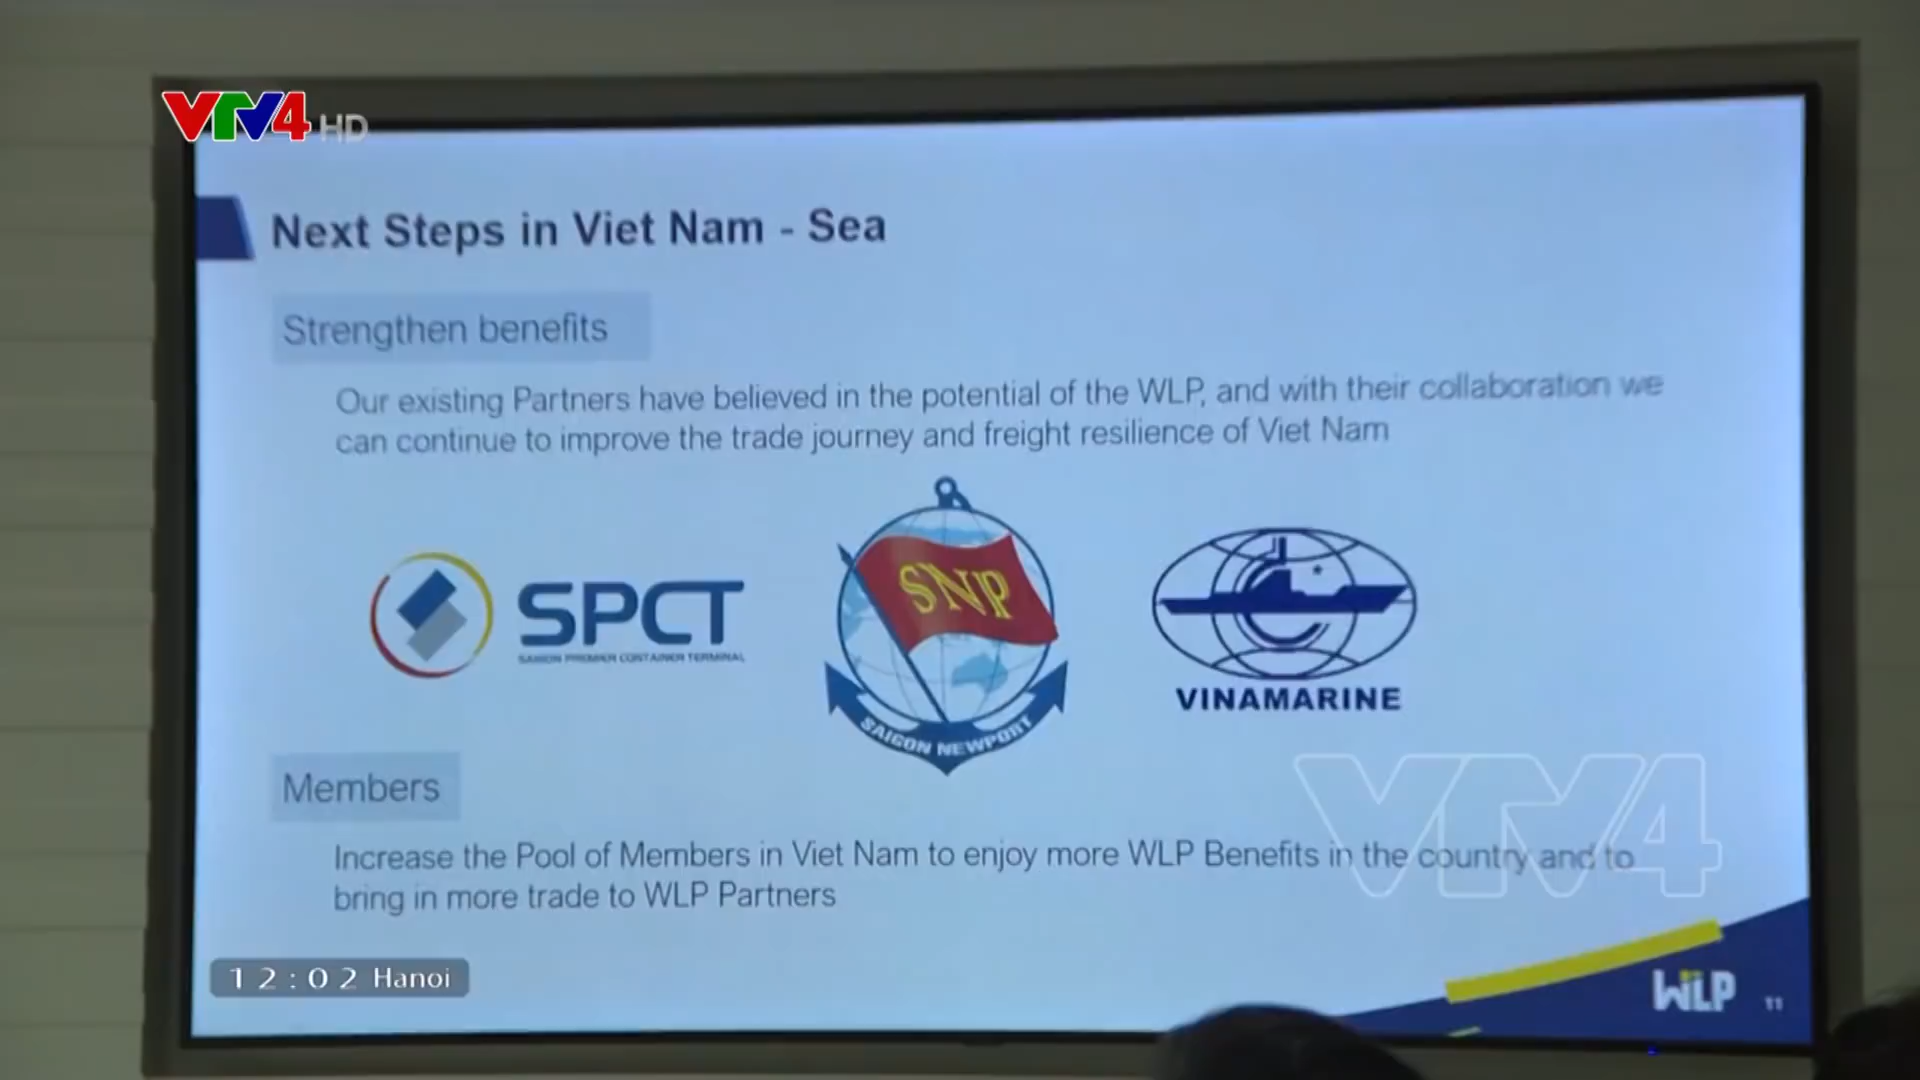 VTV4 HD
Next Steps in Viet Nam - Sea
Strengthen benefits
Our existing Partners have believed in the potential of the WLP, and with their collaboration we
can continue to improve the trade journey and freight resilience of Viet Nam
SPCT
SAIGON PREMIER CONTAINER TERMINAL
SNP
SAIGON NEWPORT
VINAMARINE
Members
VTV4
Increase the Pool of Members in Viet Nam to enjoy more WLP Benefits in the country and to
bring in more trade to WLP Partners
12:02 Hanoi
WLP 11